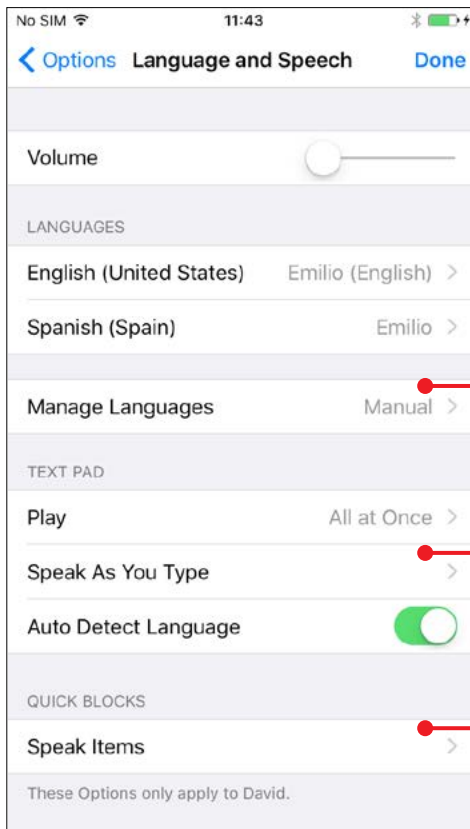 No SIM 11:43
Options Language and Speech Done
Volume
LANGUAGES
English (United States) Emilio (English)
Spanish (Spain) Emilio
Manage Languages Manual
TEXT PAD
Play All at Once
Speak As You Type
Auto Detect Language
QUICK BLOCKS
Speak Items
These Options only apply to David.